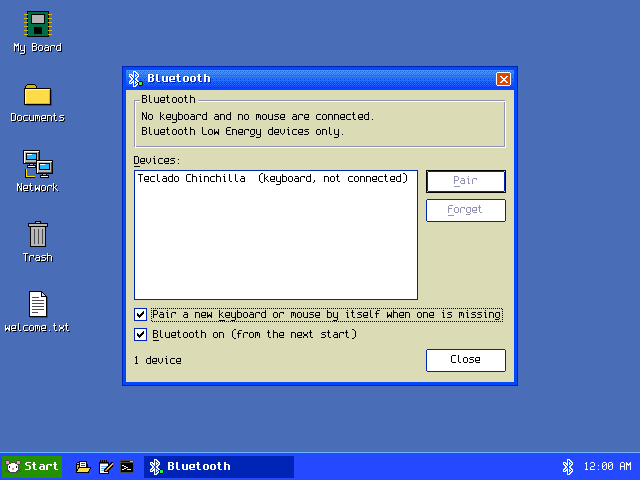 My Board
Documents
Network
Trash
welcome.txt
Bluetooth
Bluetooth
No keyboard and no mouse are connected.
Bluetooth Low Energy devices only.
Devices:
Teclado Chinchilla (keyboard, not connected)
Pair
Forget
Pair a new keyboard or mouse by itself when one is missing
Bluetooth on (from the next start)
1 device
Close
Start
Bluetooth
12:00 AM